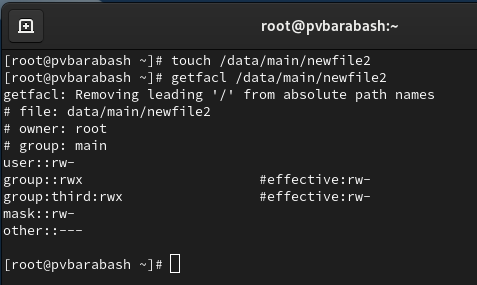 root@pvbarabash:~
[root@pvbarabash ~]# touch /data/main/newfile2
[root@pvbarabash ~]# getfacl /data/main/newfile2
getfacl: Removing leading '/' from absolute path names
# file: data/main/newfile2
# owner: root
# group: main
user::rw-
group::rwx                      #effective:rw-
group:third:rwx                 #effective:rw-
mask::rw-
other::---
[root@pvbarabash ~]#